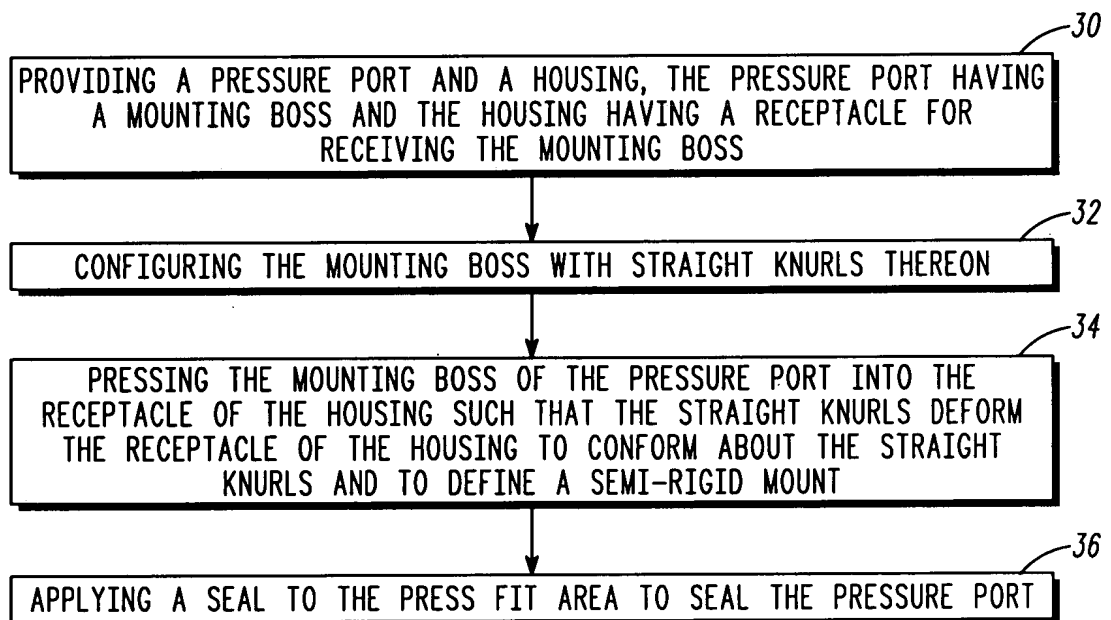 30
PROVIDING A PRESSURE PORT AND A HOUSING, THE PRESSURE PORT HAVING
A MOUNTING BOSS AND THE HOUSING HAVING A RECEPTACLE FOR
RECEIVING THE MOUNTING BOSS
32
CONFIGURING THE MOUNTING BOSS WITH STRAIGHT KNURLS THEREON
34
PRESSING THE MOUNTING BOSS OF THE PRESSURE PORT INTO THE
RECEPTACLE OF THE HOUSING SUCH THAT THE STRAIGHT KNURLS DEFORM
THE RECEPTACLE OF THE HOUSING TO CONFORM ABOUT THE STRAIGHT
KNURLS AND TO DEFINE A SEMI-RIGID MOUNT
36
APPLYING A SEAL TO THE PRESS FIT AREA TO SEAL THE PRESSURE PORT